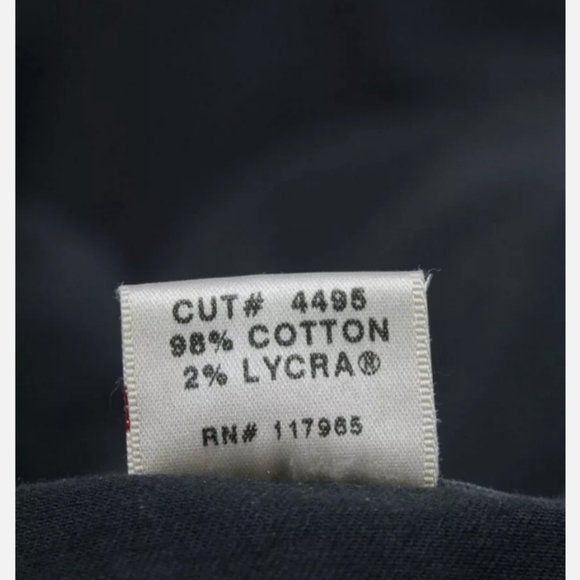 CUT# 4495
98% COTTON
2% LYCRA®
RN# 117965